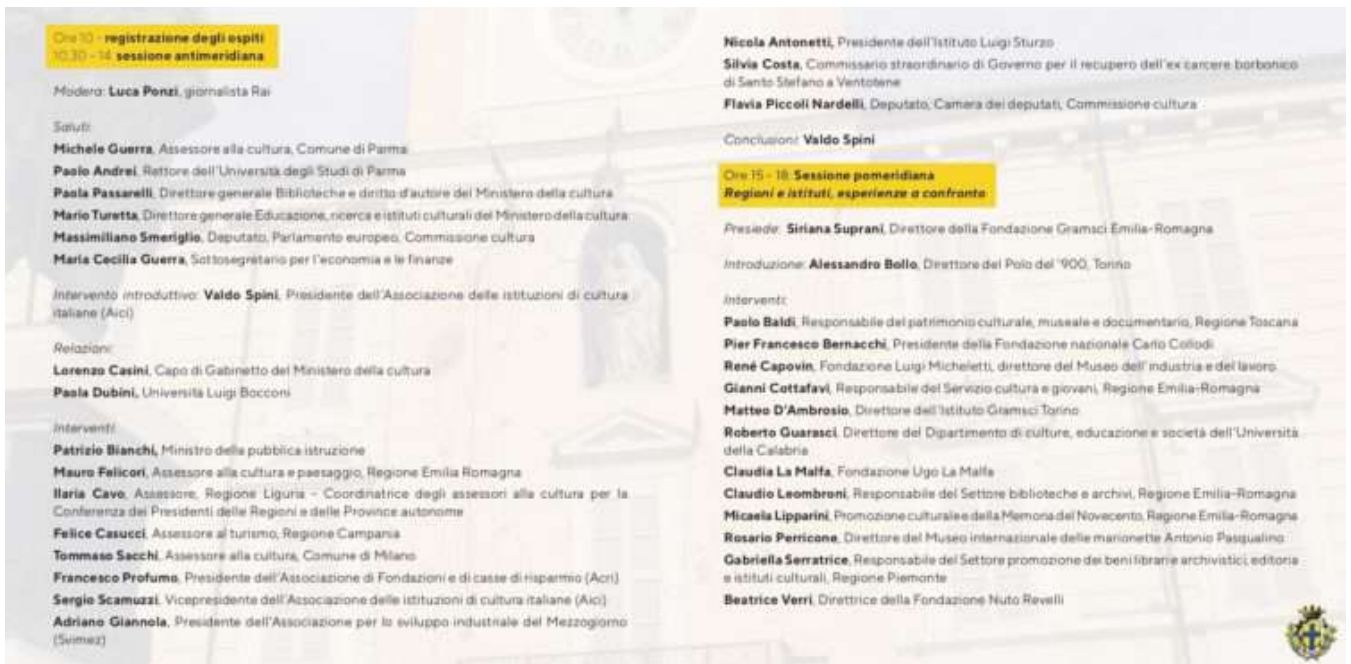 Ore 10 - registrazione degli ospiti
10.30 - 14 sessione antimeridiana
Modera: Luca Ponzi, giornalista Rai
Saluti:
Michele Guerra, Assessore alla cultura, Comune di Parma
Paolo Andrei, Rettore dell'Università degli Studi di Parma
Paola Passarelli, Direttore generale Biblioteche e diritto d'autore del Ministero della cultura
Mario Turetta, Direttore generale Educazione, ricerca e istituti culturali del Ministero della cultura
Massimiliano Smeriglio, Deputato, Parlamento europeo, Commissione cultura
Maria Cecilia Guerra, Sottosegretario per l'economia e le finanze
Intervento introduttivo: Valdo Spini, Presidente dell'Associazione delle istituzioni di cultura
italiane (Aici)
Relazioni:
Lorenzo Casini, Capo di Gabinetto del Ministero della cultura
Paola Dubini, Università Luigi Bocconi
Interventi:
Patrizio Bianchi, Ministro della pubblica istruzione
Mauro Felicori, Assessore alla cultura e paesaggio, Regione Emilia Romagna
Ilaria Cavo, Assessore, Regione Liguria - Coordinatrice degli assessori alla cultura per la
Conferenza dei Presidenti delle Regioni e delle Province autonome
Felice Casucci, Assessore al turismo, Regione Campania
Tommaso Sacchi, Assessore alla cultura, Comune di Milano
Francesco Profumo, Presidente dell'Associazione di Fondazioni e di casse di risparmio (Acri)
Sergio Scamuzzi, Vicepresidente dell'Associazione delle istituzioni di cultura italiane (Aici)
Adriano Giannola, Presidente dell'Associazione per lo sviluppo industriale del Mezzogiorno
(Svimez)
Nicola Antonetti, Presidente dell'Istituto Luigi Sturzo
Silvia Costa, Commissario straordinario di Governo per il recupero dell'ex carcere borbonico
di Santo Stefano a Ventotene
Flavia Piccoli Nardelli, Deputato, Camera dei deputati, Commissione cultura
Conclusioni: Valdo Spini
Ore 15 - 18: Sessione pomeridiana
Regioni e istituti, esperienze a confronto
Presiede: Siriana Suprani, Direttore della Fondazione Gramsci Emilia-Romagna
Introduzione: Alessandro Bollo, Direttore del Polo del '900, Torino
Interventi:
Paolo Baldi, Responsabile del patrimonio culturale, museale e documentario, Regione Toscana
Pier Francesco Bernacchi, Presidente della Fondazione nazionale Carlo Collodi
René Capovin, Fondazione Luigi Micheletti, direttore del Museo dell'industria e del lavoro
Gianni Cottafavi, Responsabile del Servizio cultura e giovani, Regione Emilia-Romagna
Matteo D'Ambrosio, Direttore dell'Istituto Gramsci Torino
Roberto Guarasci, Direttore del Dipartimento di culture, educazione e società dell'Università
della Calabria
Claudia La Malfa, Fondazione Ugo La Malfa
Claudio Leombroni, Responsabile del Settore biblioteche e archivi, Regione Emilia-Romagna
Micaela Lipparini, Promozione culturale e della Memoria del Novecento, Regione Emilia-Romagna
Rosario Perricone, Direttore del Museo internazionale delle marionette Antonio Pasqualino
Gabriella Serratrice, Responsabile del Settore promozione dei beni librari e archivistici, editoria
e istituti culturali, Regione Piemonte
Beatrice Verri, Direttrice della Fondazione Nuto Revelli